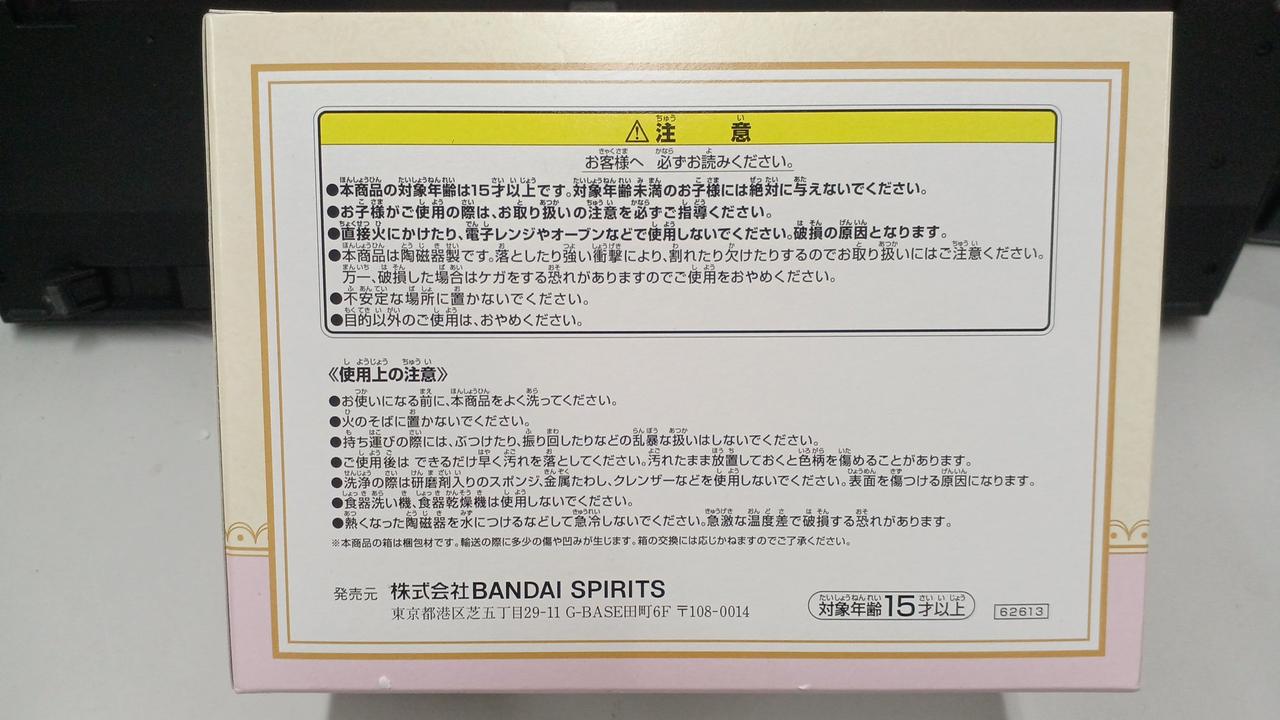 ⚠注意
お客様へ 必ずお読みください。
●本商品の対象年齢は15才以上です。対象年齢未満のお子様には絶対に与えないでください。
●お子様がご使用の際は、お取り扱いの注意を必ずご指導ください。
●直接火にかけたり、電子レンジやオーブンなどで使用しないでください。破損の原因となります。
●本商品は陶磁器製です。落としたり強い衝撃により、割れたり欠けたりするのでお取り扱いにはご注意ください。
万一、破損した場合はケガをする恐れがありますのでご使用をおやめください。
●不安定な場所に置かないでください。
●目的以外のご使用は、おやめください。
《使用上の注意》
●お使いになる前に、本商品をよく洗ってください。
●火のそばに置かないでください。
●持ち運びの際には、ぶつけたり、振り回したりなどの乱暴な扱いはしないでください。
●ご使用後は できるだけ早く汚れを落としてください。汚れたまま放置しておくと色柄を傷めることがあります。
●洗浄の際は研磨剤入りのスポンジ、金属たわし、クレンザーなどを使用しないでください。表面を傷つける原因になります。
●食器洗い機、食器乾燥機は使用しないでください。
●熱くなった陶磁器を水につけるなどして急冷しないでください。急激な温度差で破損する恐れがあります。
※本商品の箱は梱包材です。輸送の際に多少の傷や凹みが生じます。箱の交換には応じかねますのでご了承ください。
発売元 株式会社BANDAI SPIRITS
東京都港区芝五丁目29-11 G-BASE田町6F 〒108-0014
対象年齢15才以上
62613